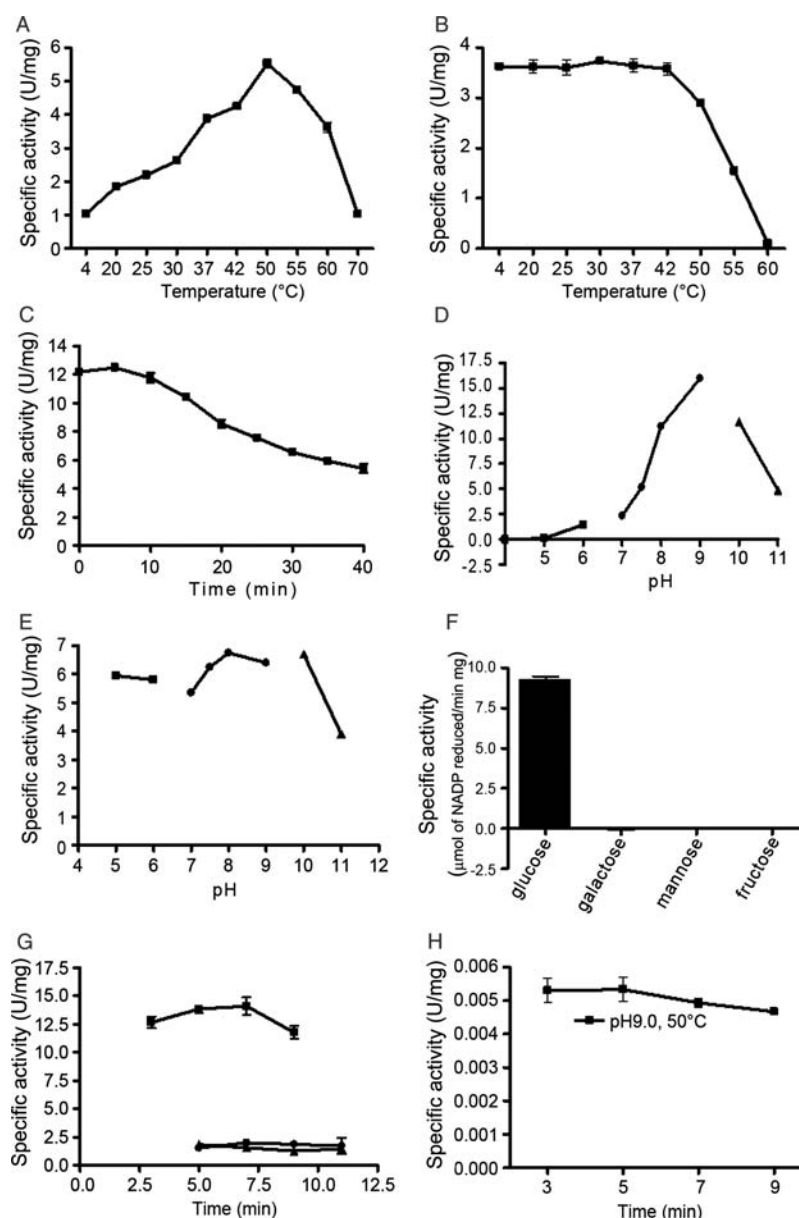 A
Specific activity (U/mg)
6
5
4
3
2
1
0
4 20 25 30 37 42 50 55 60 70
Temperature (°C)
B
Specific activity (U/mg)
4
3
2
1
0
4 20 25 30 37 42 50 55 60
Temperature (°C)
C
Specific activity (U/mg)
14
12
10
8
6
4
2
0
0 10 20 30 40
Time (min)
D
Specific activity (U/mg)
17.5
15.0
12.5
10.0
7.5
5.0
2.5
0.0
-2.5
5 6 7 8 9 10 11
pH
E
Specific activity (U/mg)
7
6
5
4
3
2
1
0
4 5 6 7 8 9 10 11 12
pH
F
Specific activity
(μmol of NADP reduced/min mg)
10.0
7.5
5.0
2.5
0.0
-2.5
glucose
galactose
mannose
fructose
G
Specific activity (U/mg)
17.5
15.0
12.5
10.0
7.5
5.0
2.5
0.0
0.0 2.5 5.0 7.5 10.0 12.5
Time (min)
H
Specific activity (U/mg)
0.006
0.005
0.004
0.003
0.002
0.001
0.000
pH9.0, 50°C
3 5 7 9
Time (min)